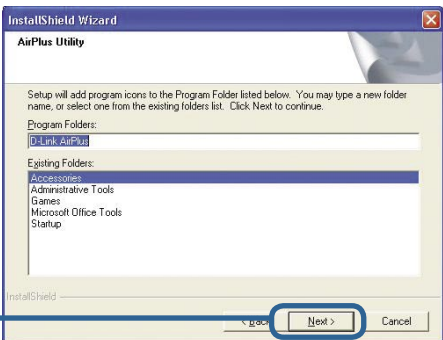 InstallShield Wizard
AirPlus Utility
Setup will add program icons to the Program Folder listed below. You may type a new folder
name, or select one from the existing folders list. Click Next to continue.
Program Folders:
D-Link AirPlus
Existing Folders:
Accessories
Administrative Tools
Games
Microsoft Office Tools
Startup
InstallShield
< Back Next > Cancel